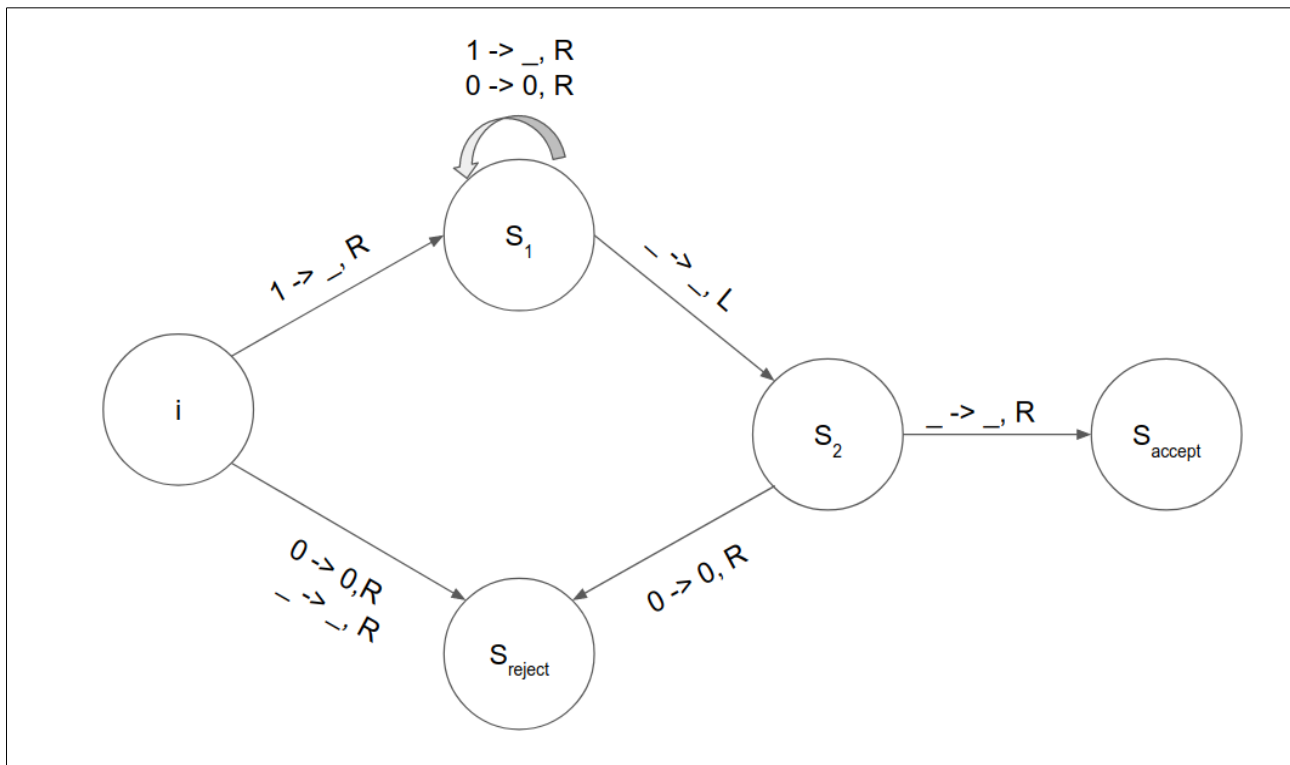 1 -> _, R
0 -> 0, R
S1
1 -> _, R
_ -> _, L
i
S2
_ -> _, R
Saccept
0 -> 0,R
_ -> _, R
0 -> 0, R
Sreject